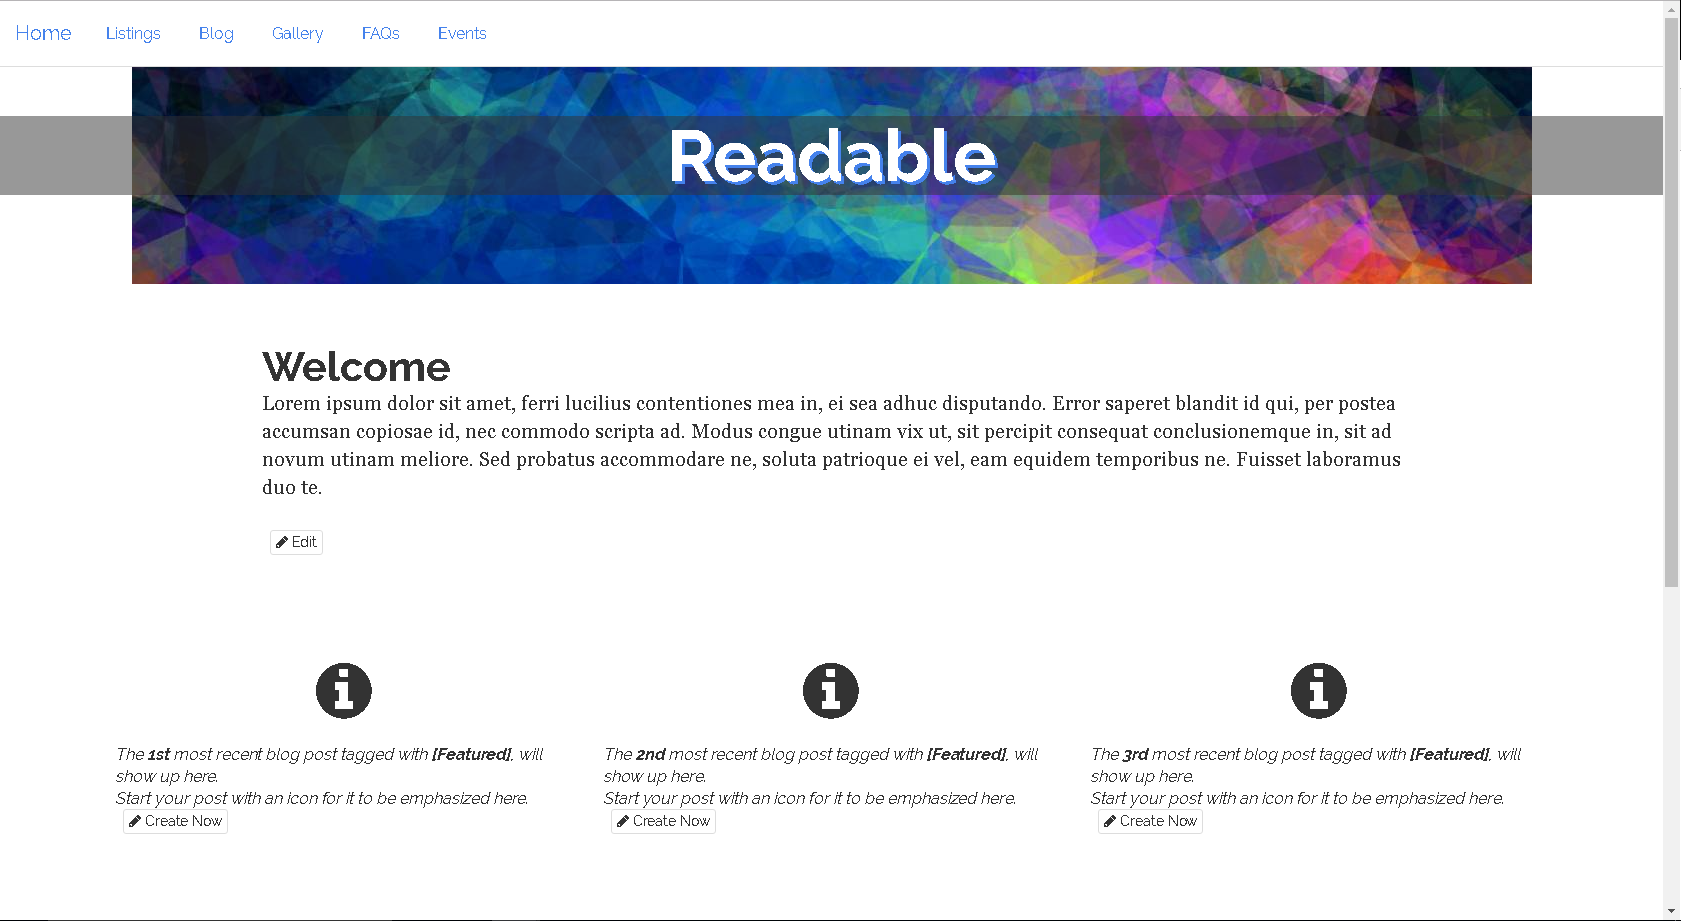 Home Listings Blog Gallery FAQs Events
Readable
Welcome
Lorem ipsum dolor sit amet, ferri lucilius contentiones mea in, ei sea adhuc disputando. Error saperet blandit id qui, per postea
accumsan copiosae id, nec commodo scripta ad. Modus congue utinam vix ut, sit percipit consequat conclusionemque in, sit ad
novum utinam meliore. Sed probatus accommodare ne, soluta patrioque ei vel, eam equidem temporibus ne. Fuisset laboramus
duo te.
Edit
The 1st most recent blog post tagged with [Featured], will
show up here.
Start your post with an icon for it to be emphasized here.
Create Now
The 2nd most recent blog post tagged with [Featured], will
show up here.
Start your post with an icon for it to be emphasized here.
Create Now
The 3rd most recent blog post tagged with [Featured], will
show up here.
Start your post with an icon for it to be emphasized here.
Create Now